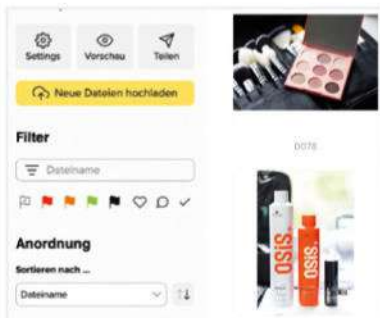 Settings
Vorschau
Teilen
Neue Dateien hochladen
Filter
Dateiname
Anordnung
Sortieren nach ...
Dateiname
D078
OSiS.
OSiS.